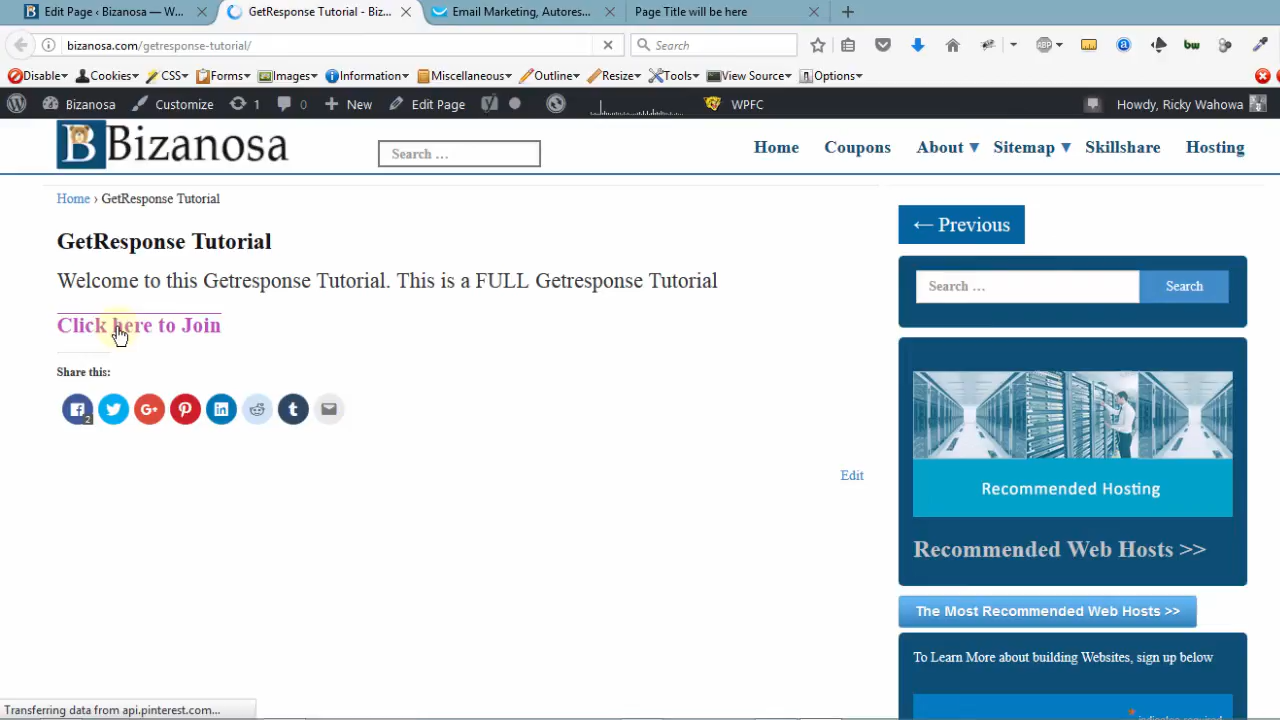 Edit Page ‹ Bizanosa — W...
GetResponse Tutorial - Biz...
Email Marketing, Autores...
Page Title will be here
bizanosa.com/getresponse-tutorial/
Search
Disable
Cookies
CSS
Forms
Images
Information
Miscellaneous
Outline
Resize
Tools
View Source
Options
Bizanosa
Customize
1
0
New
Edit Page
WPFC
Howdy, Ricky Wahowa
B Bizanosa
Search …
Home
Coupons
About
Sitemap
Skillshare
Hosting
Home › GetResponse Tutorial
GetResponse Tutorial
Welcome to this Getresponse Tutorial. This is a FULL Getresponse Tutorial
Click here to Join
Share this:
2
Edit
← Previous
Search …
Search
Recommended Hosting
Recommended Web Hosts >>
The Most Recommended Web Hosts >>
To Learn More about building Websites, sign up below
* indicates required
Transferring data from api.pinterest.com...